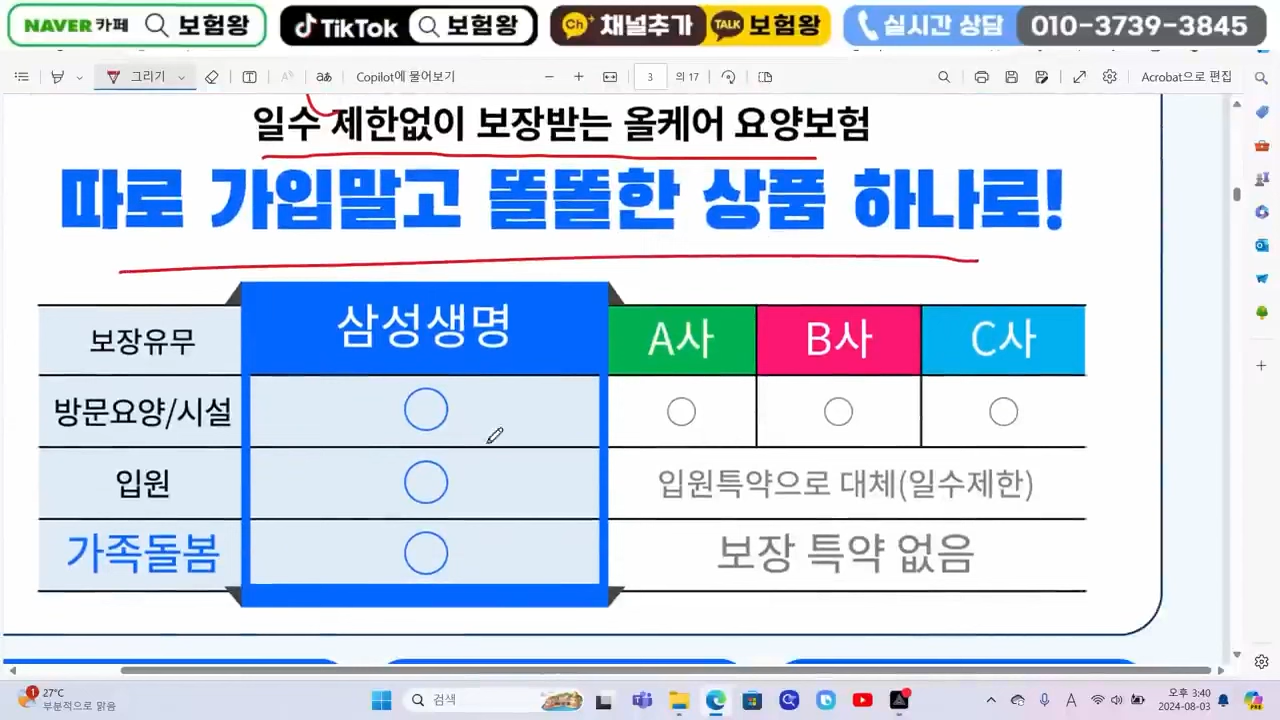 NAVER 카페 보험왕 TikTok 보험왕 Ch+ 채널추가 TALK 보험왕 실시간 상담 010-3739-3845
그리기 Copilot에 물어보기 3 의 17 Acrobat으로 편집
일수 제한없이 보장받는 올케어 요양보험
따로 가입말고 똘똘한 상품 하나로!
보장유무 삼성생명 A사 B사 C사
방문요양/시설 ○ ○ ○ ○
입원 ○ 입원특약으로 대체(일수제한)
가족돌봄 ○ 보장 특약 없음
1 27°C 검색 A 오후 3:40
부분적으로 맑음 2024-08-03